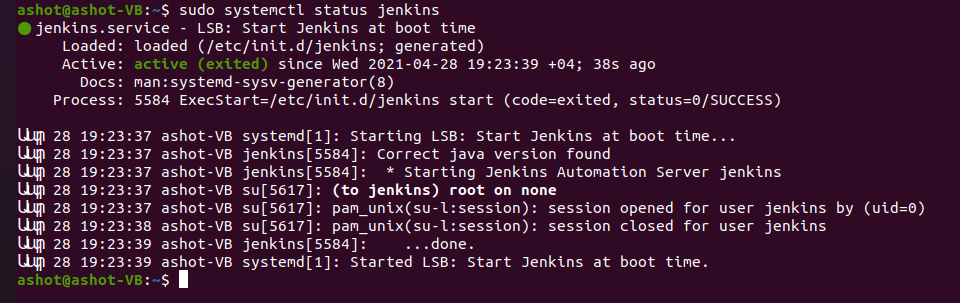 ashot@ashot-VB:~$ sudo systemctl status jenkins
● jenkins.service - LSB: Start Jenkins at boot time
Loaded: loaded (/etc/init.d/jenkins; generated)
Active: active (exited) since Wed 2021-04-28 19:23:39 +04; 38s ago
Docs: man:systemd-sysv-generator(8)
Process: 5584 ExecStart=/etc/init.d/jenkins start (code=exited, status=0/SUCCESS)
Ապր 28 19:23:37 ashot-VB systemd[1]: Starting LSB: Start Jenkins at boot time...
Ապր 28 19:23:37 ashot-VB jenkins[5584]: Correct java version found
Ապր 28 19:23:37 ashot-VB jenkins[5584]:  * Starting Jenkins Automation Server jenkins
Ապր 28 19:23:37 ashot-VB su[5617]: (to jenkins) root on none
Ապր 28 19:23:37 ashot-VB su[5617]: pam_unix(su-l:session): session opened for user jenkins by (uid=0)
Ապր 28 19:23:38 ashot-VB su[5617]: pam_unix(su-l:session): session closed for user jenkins
Ապր 28 19:23:39 ashot-VB jenkins[5584]:    ...done.
Ապր 28 19:23:39 ashot-VB systemd[1]: Started LSB: Start Jenkins at boot time.
ashot@ashot-VB:~$